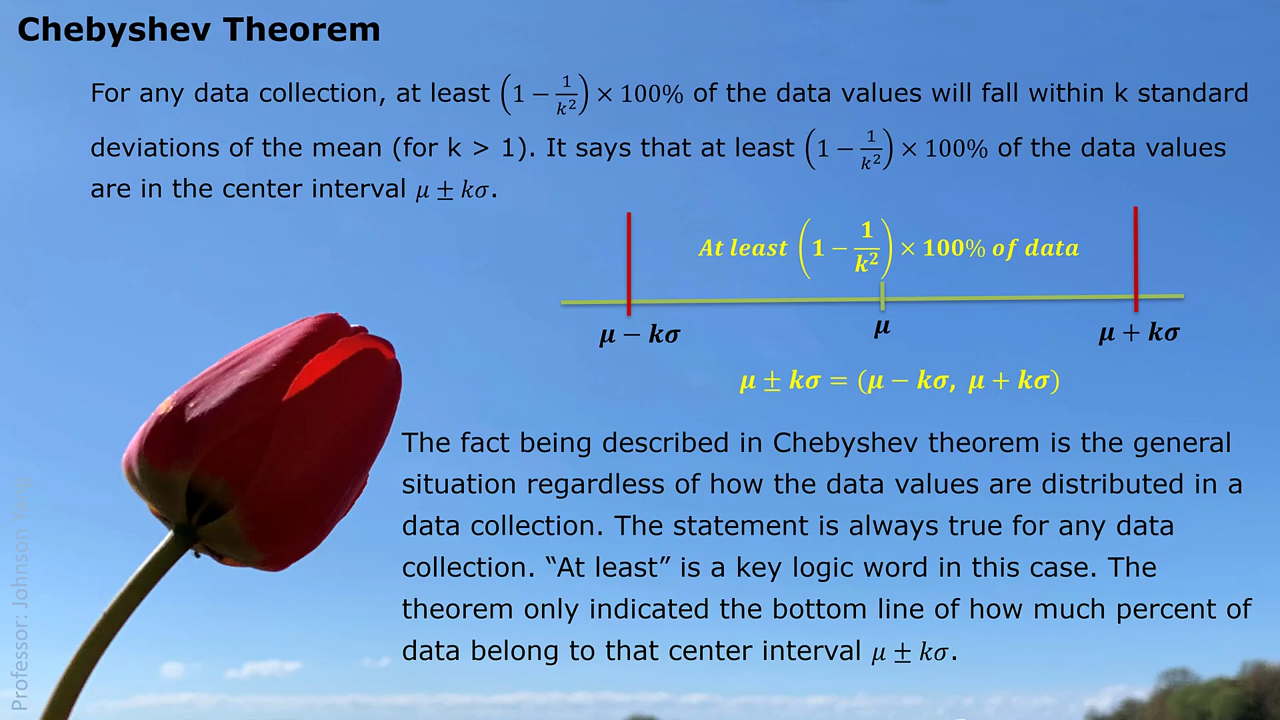 Chebyshev Theorem
For any data collection, at least (1 − 1/k²) × 100% of the data values will fall within k standard
deviations of the mean (for k > 1). It says that at least (1 − 1/k²) × 100% of the data values
are in the center interval μ ± kσ.
At least (1 − 1/k²) × 100% of data
μ − kσ
μ
μ + kσ
μ ± kσ = (μ − kσ, μ + kσ)
The fact being described in Chebyshev theorem is the general
situation regardless of how the data values are distributed in a
data collection. The statement is always true for any data
collection. “At least” is a key logic word in this case. The
theorem only indicated the bottom line of how much percent of
data belong to that center interval μ ± kσ.
Professor: Johnson